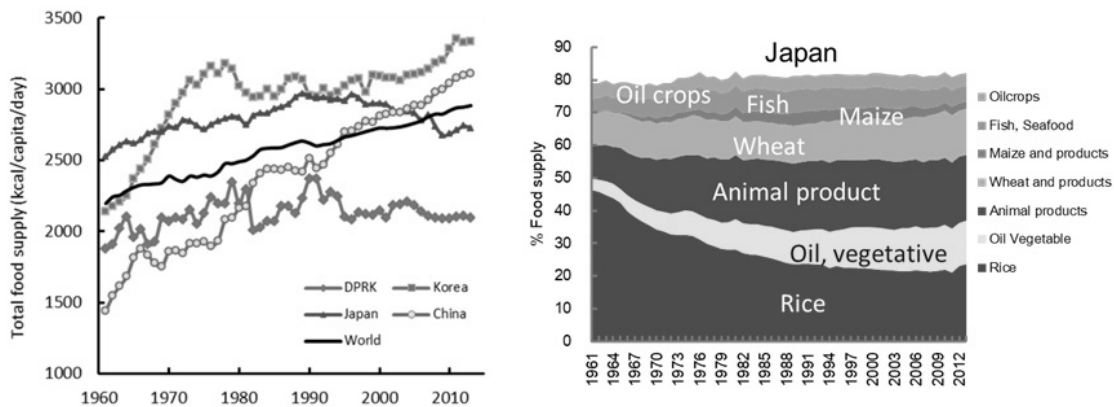 Total food supply (kcal/capita/day)
3500
3000
2500
2000
1500
1000
1960
1970
1980
1990
2000
2010
DPRK
Korea
Japan
China
World
Japan
% Food supply
90
80
70
60
50
40
30
20
10
0
Oil crops
Fish
Maize
Wheat
Animal product
Oil, vegetative
Rice
1961
1964
1967
1970
1973
1976
1979
1982
1985
1988
1991
1994
1997
2000
2003
2006
2009
2012
Oilcrops
Fish, Seafood
Maize and products
Wheat and products
Animal products
Oil Vegetable
Rice